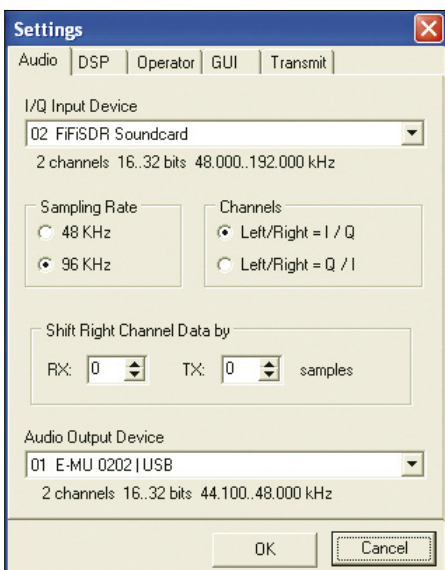 Settings
Audio DSP Operator GUI Transmit
I/Q Input Device
02 FiFiSDR Soundcard
2 channels 16..32 bits 48.000..192.000 kHz
Sampling Rate
48 KHz
96 KHz
Channels
Left/Right = I / Q
Left/Right = Q / I
Shift Right Channel Data by
RX: 0 TX: 0 samples
Audio Output Device
01 E-MU 0202 | USB
2 channels 16..32 bits 44.100..48.000 kHz
OK Cancel